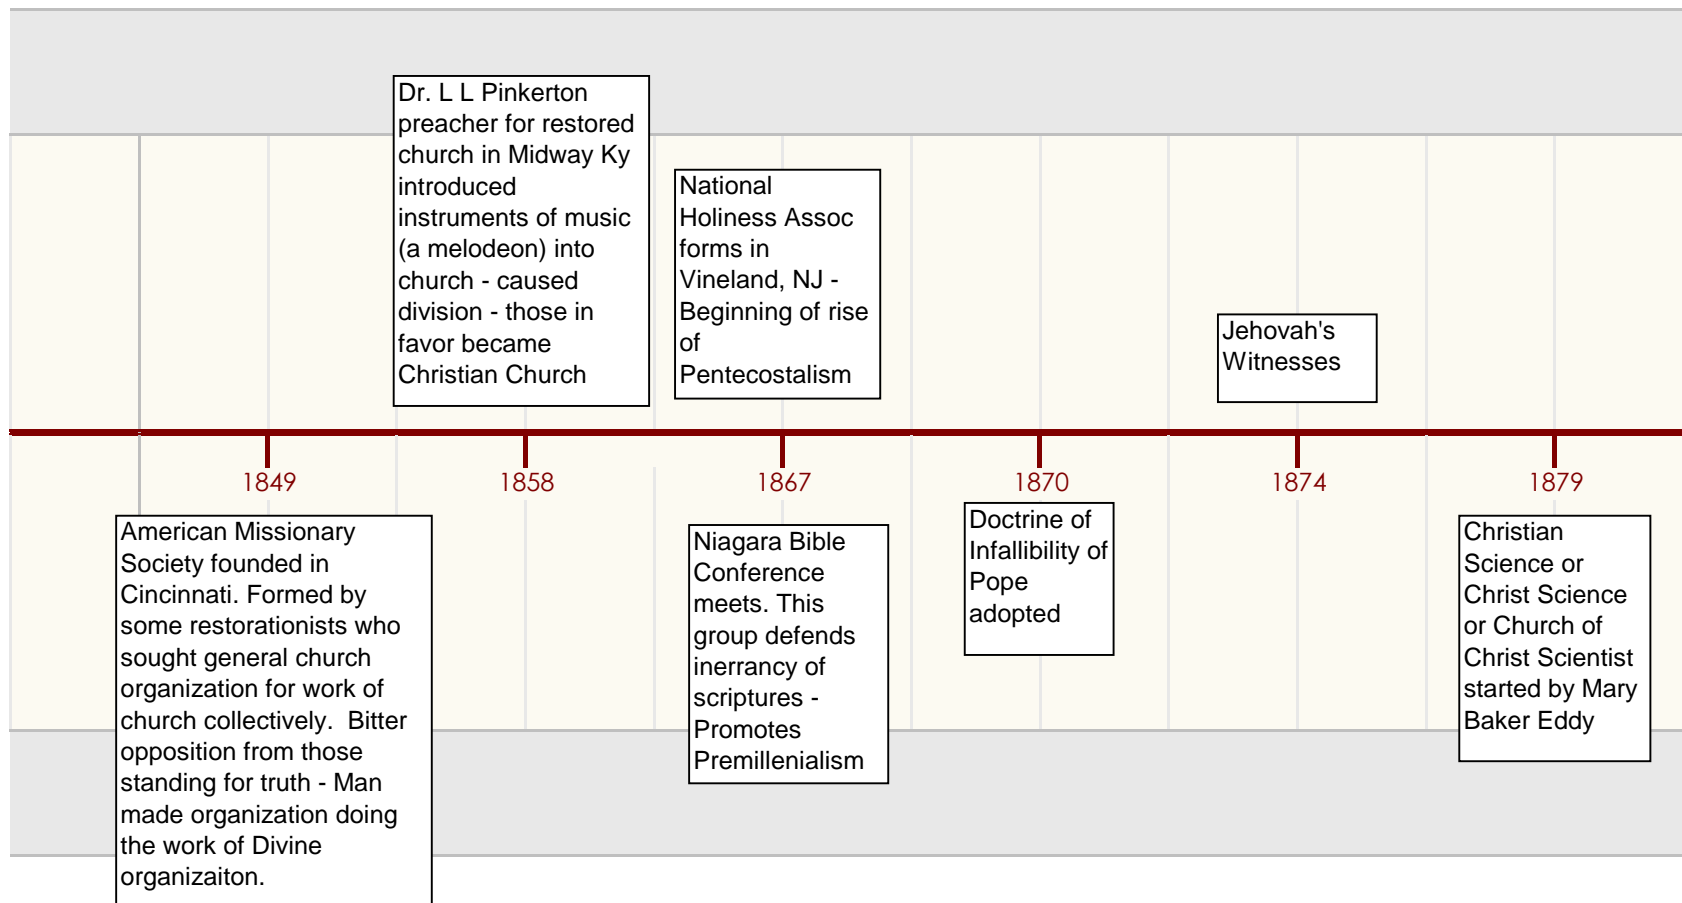 Dr. L L Pinkerton
preacher for restored
church in Midway Ky
introduced
instruments of music
(a melodeon) into
church - caused
division - those in
favor became
Christian Church
National
Holiness Assoc
forms in
Vineland, NJ -
Beginning of rise
of
Pentecostalism
Jehovah's
Witnesses
1849
1858
1867
1870
1874
1879
American Missionary
Society founded in
Cincinnati. Formed by
some restorationists who
sought general church
organization for work of
church collectively.  Bitter
opposition from those
standing for truth - Man
made organization doing
the work of Divine
organizaiton.
Niagara Bible
Conference
meets. This
group defends
inerrancy of
scriptures -
Promotes
Premillenialism
Doctrine of
Infallibility of
Pope
adopted
Christian
Science or
Christ Science
or Church of
Christ Scientist
started by Mary
Baker Eddy